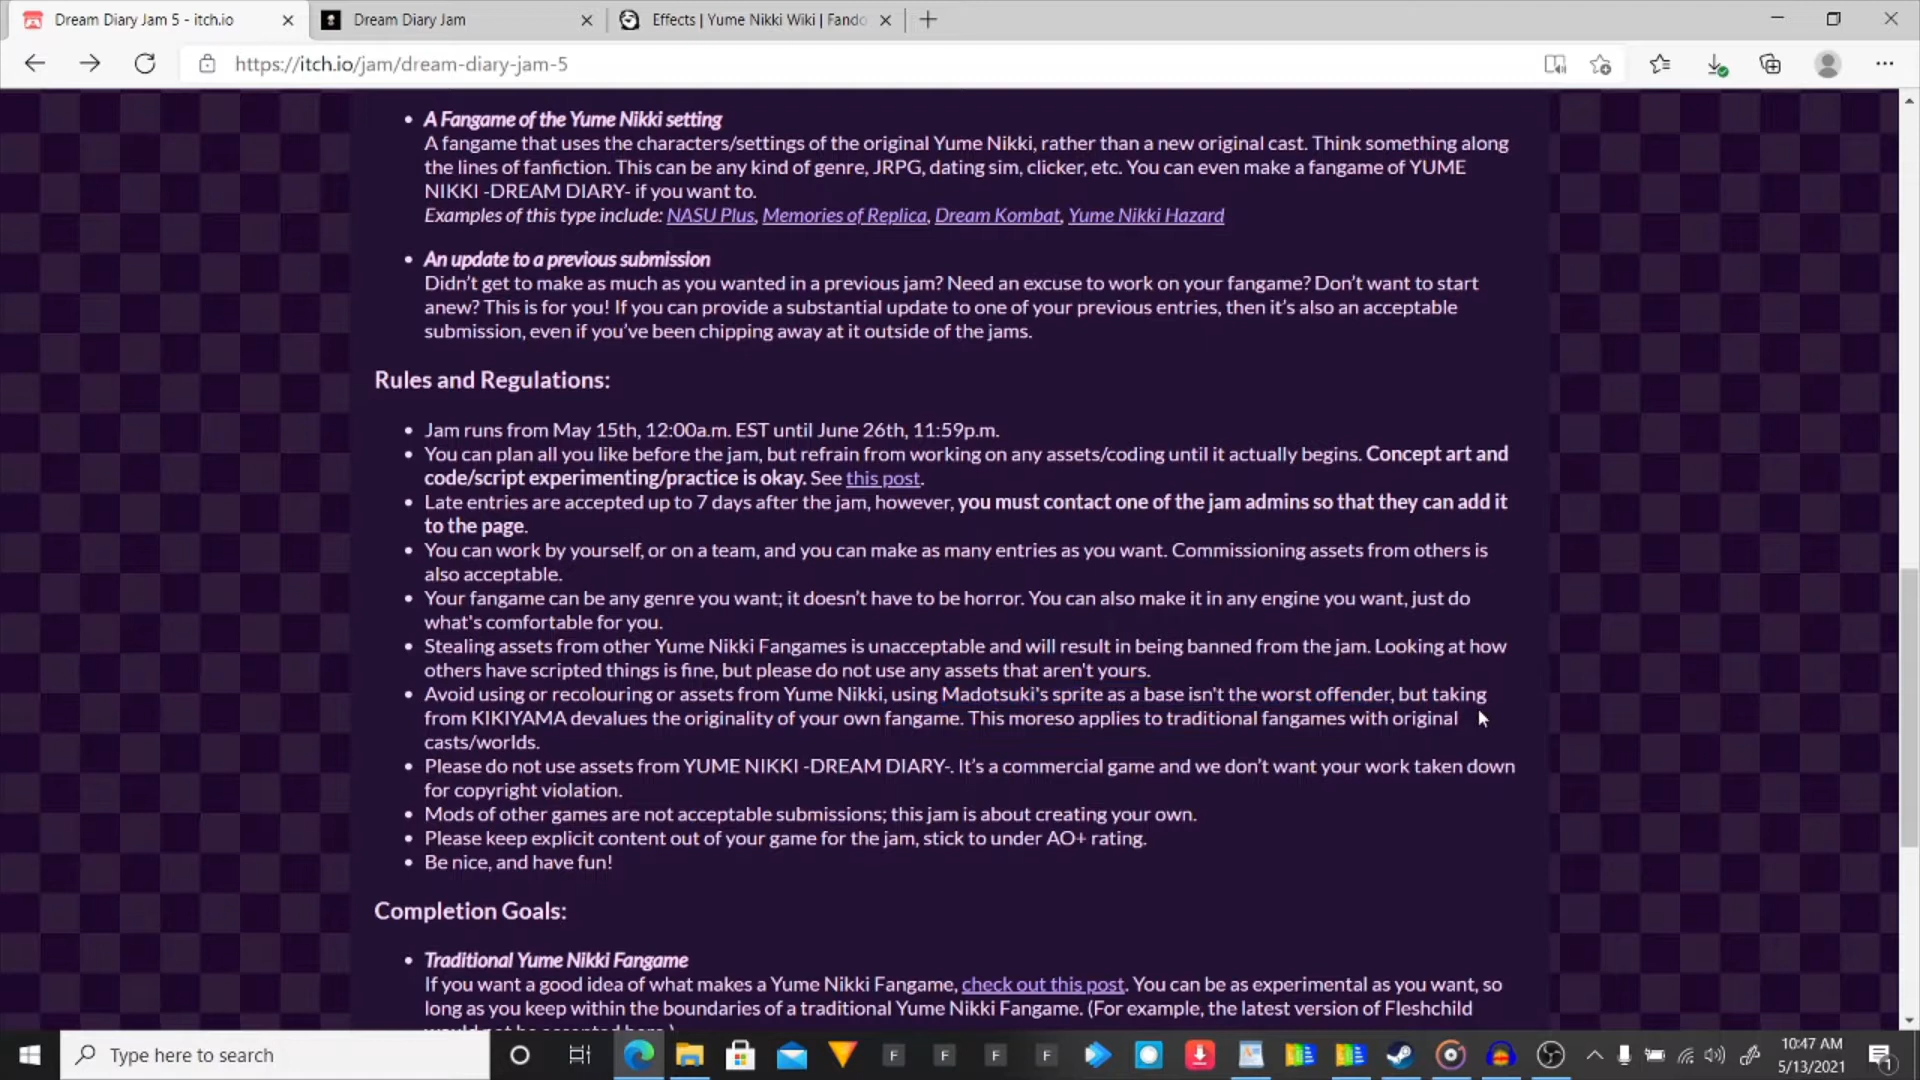 Dream Diary Jam 5 - itch.io
Dream Diary Jam
Effects | Yume Nikki Wiki | Fando
https://itch.io/jam/dream-diary-jam-5
A Fangame of the Yume Nikki setting
A fangame that uses the characters/settings of the original Yume Nikki, rather than a new original cast. Think something along
the lines of fanfiction. This can be any kind of genre, JRPG, dating sim, clicker, etc. You can even make a fangame of YUME
NIKKI -DREAM DIARY- if you want to.
Examples of this type include: NASU Plus, Memories of Replica, Dream Kombat, Yume Nikki Hazard
An update to a previous submission
Didn't get to make as much as you wanted in a previous jam? Need an excuse to work on your fangame? Don't want to start
anew? This is for you! If you can provide a substantial update to one of your previous entries, then it's also an acceptable
submission, even if you've been chipping away at it outside of the jams.
Rules and Regulations:
Jam runs from May 15th, 12:00a.m. EST until June 26th, 11:59p.m.
You can plan all you like before the jam, but refrain from working on any assets/coding until it actually begins. Concept art and
code/script experimenting/practice is okay. See this post.
Late entries are accepted up to 7 days after the jam, however, you must contact one of the jam admins so that they can add it
to the page.
You can work by yourself, or on a team, and you can make as many entries as you want. Commissioning assets from others is
also acceptable.
Your fangame can be any genre you want; it doesn't have to be horror. You can also make it in any engine you want, just do
what's comfortable for you.
Stealing assets from other Yume Nikki Fangames is unacceptable and will result in being banned from the jam. Looking at how
others have scripted things is fine, but please do not use any assets that aren't yours.
Avoid using or recolouring or assets from Yume Nikki, using Madotsuki's sprite as a base isn't the worst offender, but taking
from KIKIYAMA devalues the originality of your own fangame. This moreso applies to traditional fangames with original
casts/worlds.
Please do not use assets from YUME NIKKI -DREAM DIARY-. It's a commercial game and we don't want your work taken down
for copyright violation.
Mods of other games are not acceptable submissions; this jam is about creating your own.
Please keep explicit content out of your game for the jam, stick to under AO+ rating.
Be nice, and have fun!
Completion Goals:
Traditional Yume Nikki Fangame
If you want a good idea of what makes a Yume Nikki Fangame, check out this post. You can be as experimental as you want, so
long as you keep within the boundaries of a traditional Yume Nikki Fangame. (For example, the latest version of Fleshchild
Type here to search
F
F
F
F
10:47 AM
5/13/2021
1